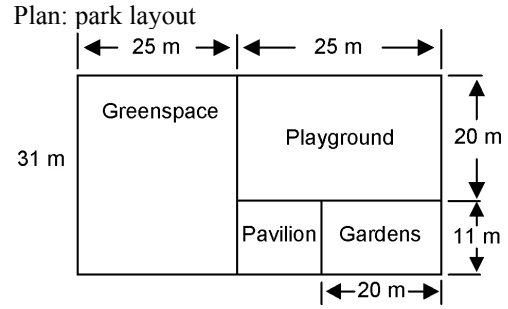 Plan: park layout
25 m
25 m
Greenspace
Playground
20 m
31 m
Pavilion
Gardens
11 m
20 m